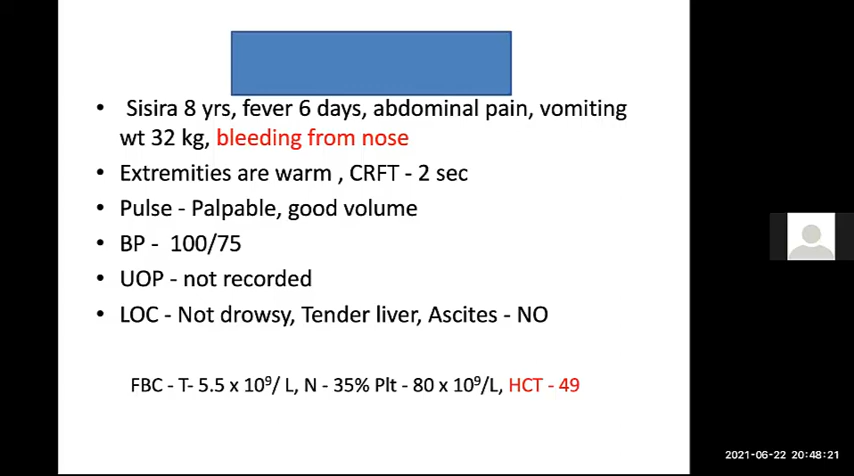 • Sisira 8 yrs, fever 6 days, abdominal pain, vomiting
wt 32 kg, bleeding from nose
• Extremities are warm , CRFT - 2 sec
• Pulse - Palpable, good volume
• BP - 100/75
• UOP - not recorded
• LOC - Not drowsy, Tender liver, Ascites - NO
FBC - T- 5.5 x 10⁹/ L, N - 35% Plt - 80 x 10⁹/L, HCT - 49
2021-06-22 20:48:21